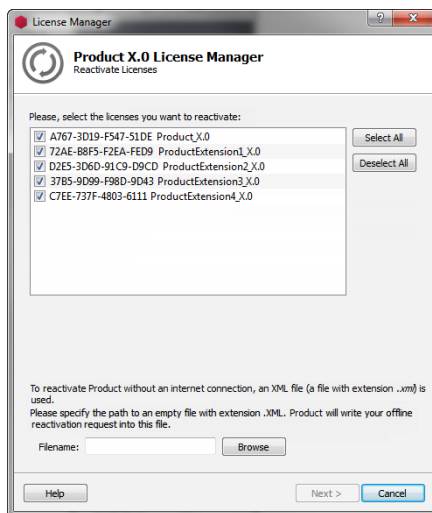 License Manager
?
X
Product X.0 License Manager
Reactivate Licenses
Please, select the licenses you want to reactivate:
A767-3D19-F547-51DE Product_X.0
72AE-B8F5-F2EA-FED9 ProductExtension1_X.0
D2E5-3D6D-91C9-D9CD ProductExtension2_X.0
37B5-9D99-F98D-9D43 ProductExtension3_X.0
C7EE-737F-4803-6111 ProductExtension4_X.0
Select All
Deselect All
To reactivate Product without an internet connection, an XML file (a file with extension ..xml) is
used.
Please specify the path to an empty file with extension .XML. Product will write your offline
reactivation request into this file.
Filename:
Browse
Help
Next >
Cancel